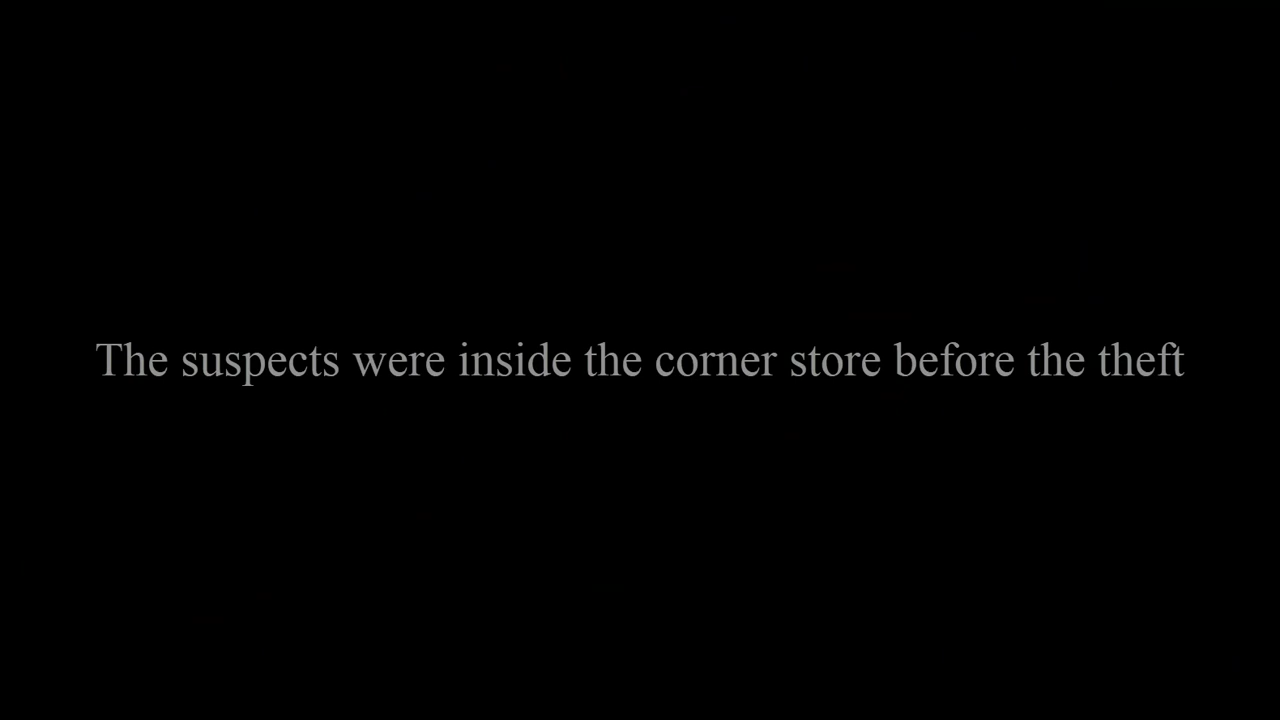 The suspects were inside the corner store before the theft